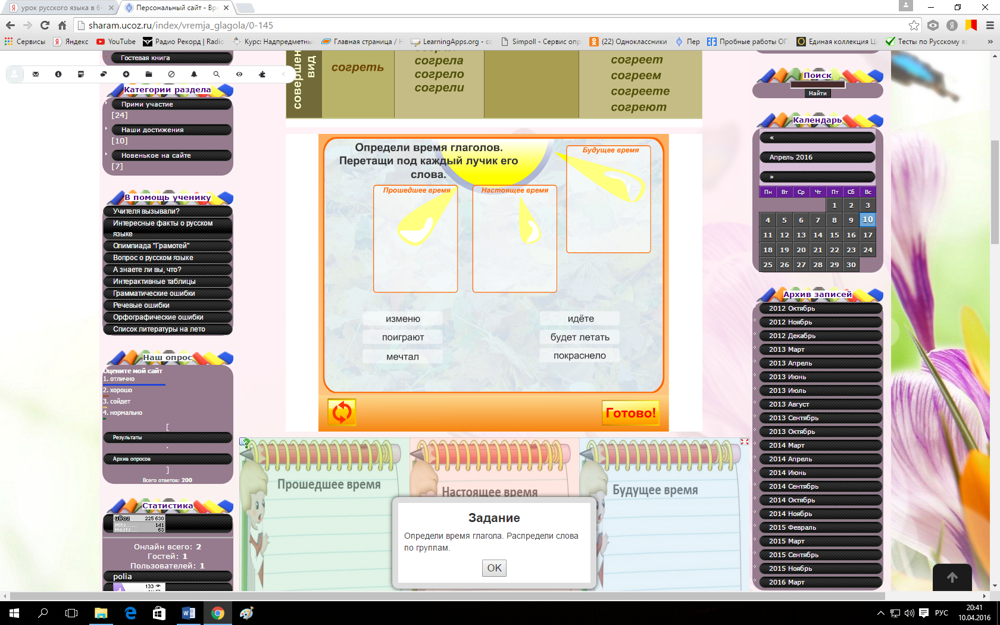 урок русского языка в 6-
Персональный сайт - Вре
sharam.ucoz.ru/index/vremja_glagola/0-145
Сервисы
Яндекс
YouTube
Радио Рекорд | Radio
Курс: Надпредметны
Главная страница / Н
LearningApps.org - со
Simpoll - Сервис опр
(22) Одноклассники
Пер
Пробные работы ОГ
Единая коллекция Ц
Тесты по Русскому я
»
Гостевая книга
Категории раздела
Прими участие
[24]
Наши достижения
[10]
Новенькое на сайте
[7]
В помощь ученику
Учителя вызывали?
Интересные факты о русском
языке
Олимпиада "Грамотей"
Вопрос о русском языке
А знаете ли вы, что?
Интерактивные таблицы
Грамматические ошибки
Речевые ошибки
Орфографические ошибки
Список литературы на лето
Наш опрос
Оцените мой сайт
1. отлично
2. хорошо
3. сойдет
4. нормально
[
Результаты
·
Архив опросов
]
Всего ответов: 200
Статистика
uCoz 225 630
Hits...... 141
Hosts... 63
Онлайн всего: 2
Гостей: 1
Пользователей: 1
polia
133
совершен
вид
согреть
согрела
согрело
согрели
согреет
согреем
согреете
согреют
Определи время глаголов.
Перетащи под каждый лучик его
слова.
Прошедшее время
Настоящее время
Будущее время
изменю
поиграют
мечтал
идёте
будет летать
покраснело
Готово!
Прошедшее время
Настоящее время
Будущее время
Задание
Определи время глагола. Распредели слова
по группам.
OK
Поиск
Найти
Календарь
«
Апрель 2016
»
Пн Вт Ср Чт Пт Сб Вс
1 2 3
4 5 6 7 8 9 10
11 12 13 14 15 16 17
18 19 20 21 22 23 24
25 26 27 28 29 30
Архив записей
2012 Октябрь
2012 Ноябрь
2012 Декабрь
2013 Март
2013 Апрель
2013 Июнь
2013 Июль
2013 Август
2013 Сентябрь
2013 Октябрь
2014 Март
2014 Апрель
2014 Июнь
2014 Сентябрь
2014 Октябрь
2014 Ноябрь
2015 Февраль
2015 Март
2015 Сентябрь
2015 Ноябрь
2016 Март
РУС
20:41
10.04.2016